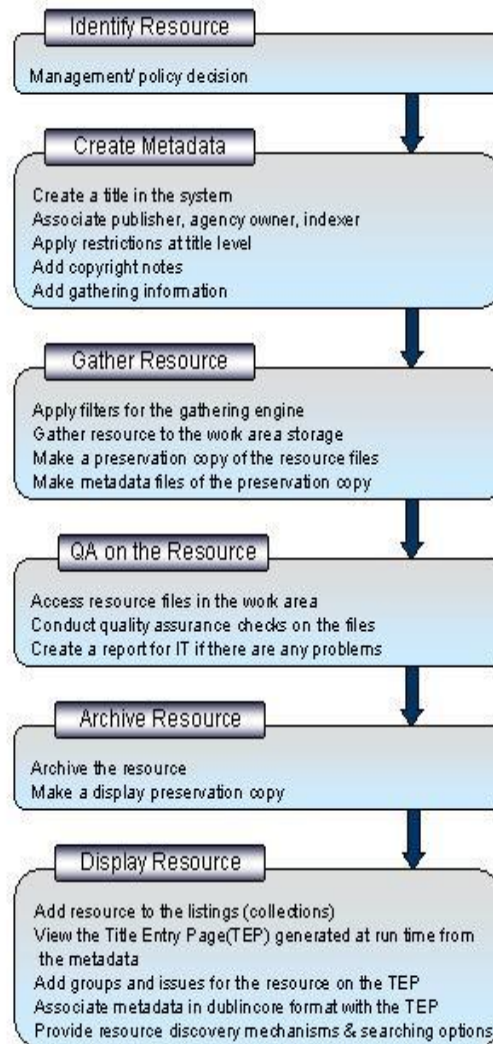 Identify Resource
Management/ policy decision
Create Metadata
Create a title in the system
Associate publisher, agency owner, indexer
Apply restrictions at title level
Add copyright notes
Add gathering information
Gather Resource
Apply filters for the gathering engine
Gather resource to the work area storage
Make a preservation copy of the resource files
Make metadata files of the preservation copy
QA on the Resource
Access resource files in the work area
Conduct quality assurance checks on the files
Create a report for IT if there are any problems
Archive Resource
Archive the resource
Make a display preservation copy
Display Resource
Add resource to the listings (collections)
View the Title Entry Page(TEP) generated at run time from
the metadata
Add groups and issues for the resource on the TEP
Associate metadata in dublincore format with the TEP
Provide resource discovery mechanisms & searching options